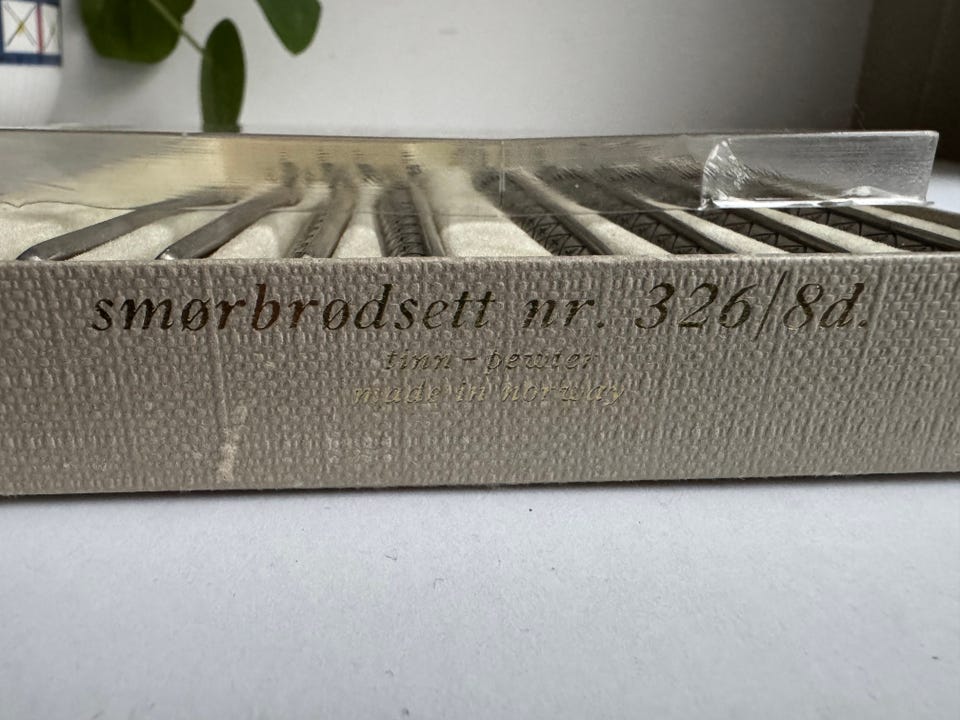 smørbrødsett nr. 326/8d.
tinn - pewter
made in norway